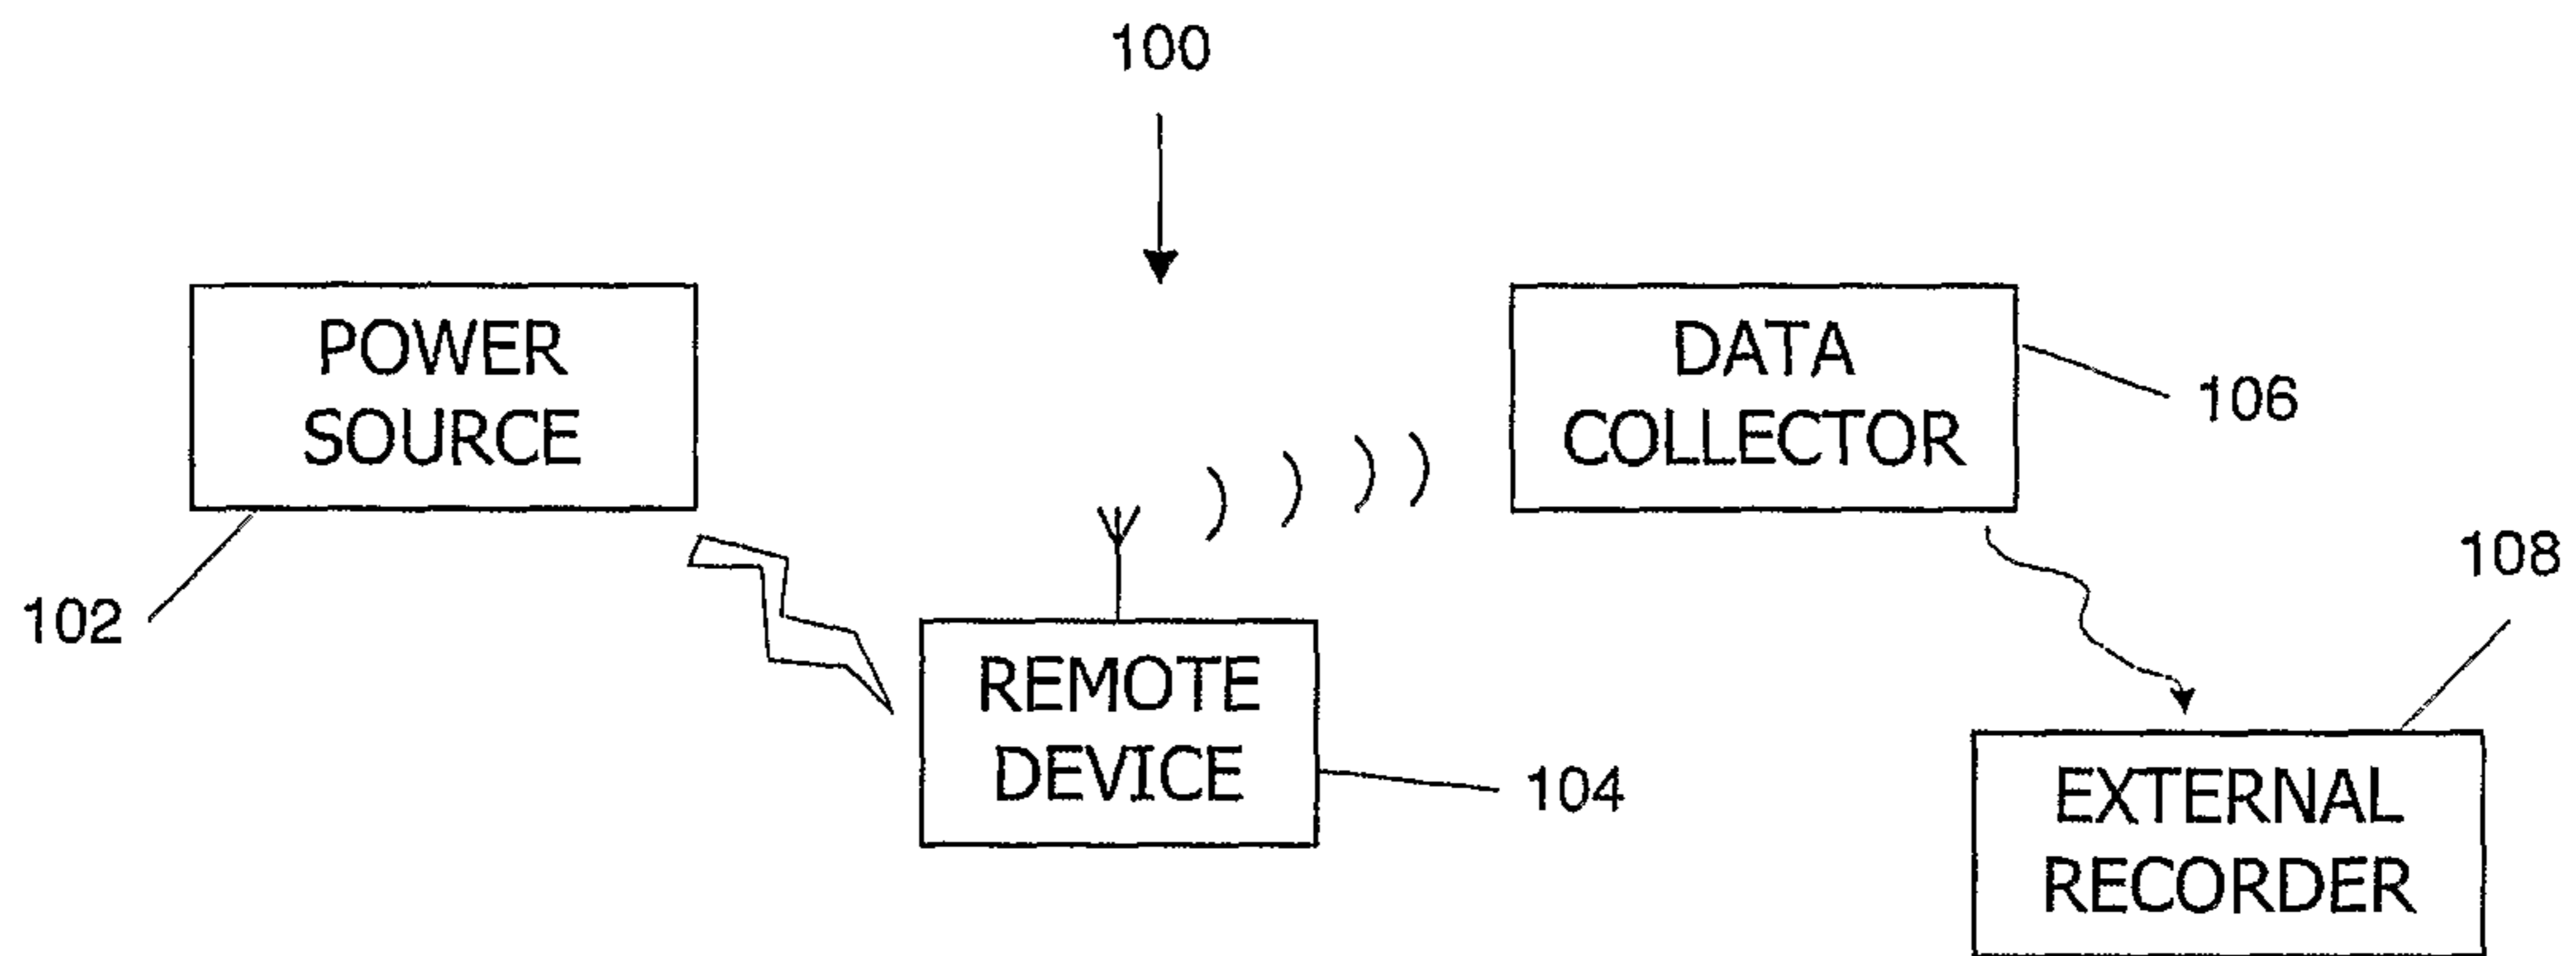 100
POWER
SOURCE
DATA
COLLECTOR
106
102
108
REMOTE
DEVICE
104
EXTERNAL
RECORDER